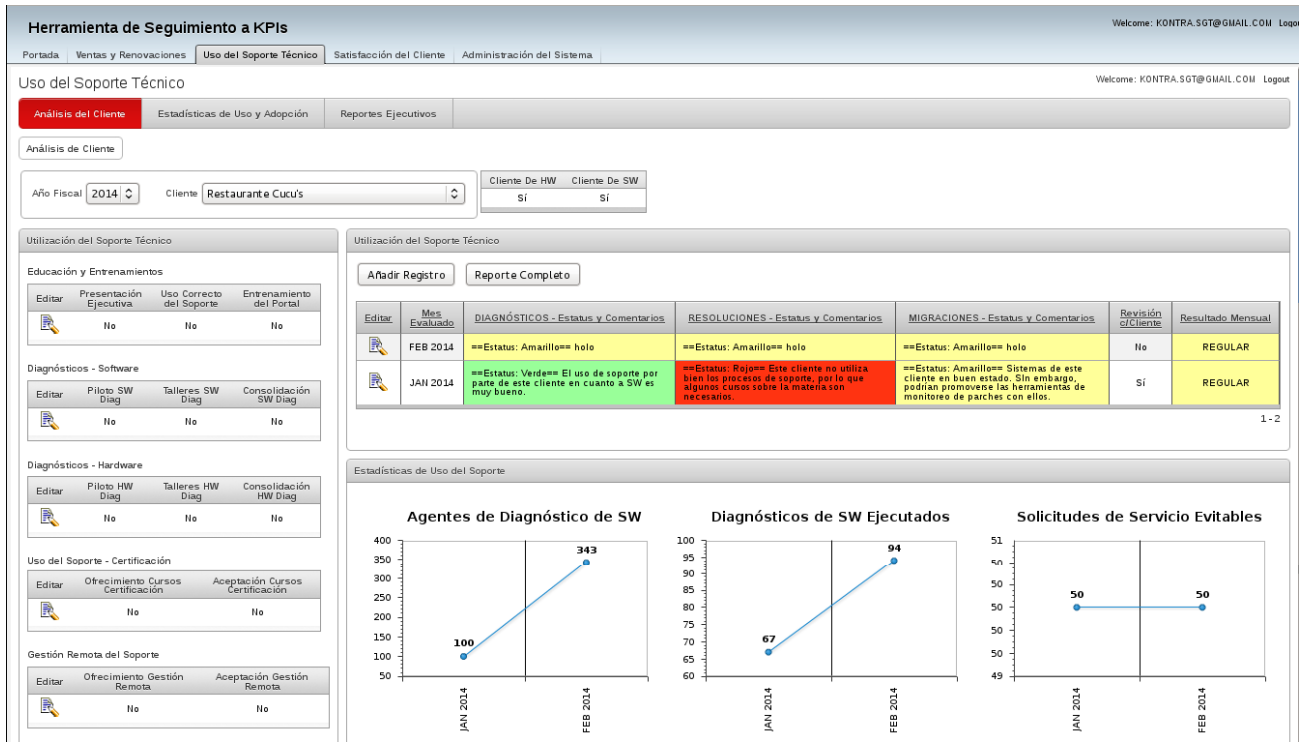 Herramienta de Seguimiento a KPIs
Welcome: KONTRA.SGT@GMAIL.COM Logou
Portada Ventas y Renovaciones Uso del Soporte Técnico Satisfacción del Cliente Administración del Sistema
Uso del Soporte Técnico
Welcome: KONTRA.SGT@GMAIL.COM Logout
Análisis del Cliente Estadísticas de Uso y Adopción Reportes Ejecutivos
Análisis de Cliente
Año Fiscal 2014 Cliente Restaurante Cucu's
Cliente De HW Cliente De SW
Sí Sí
Utilización del Soporte Técnico
Educación y Entrenamientos
Editar Presentación Ejecutiva Uso Correcto del Soporte Entrenamiento del Portal
No No No
Diagnósticos - Software
Editar Piloto SW Diag Talleres SW Diag Consolidación SW Diag
No No No
Diagnósticos - Hardware
Editar Piloto HW Diag Talleres HW Diag Consolidación HW Diag
No No No
Uso del Soporte - Certificación
Editar Ofrecimiento Cursos Certificación Aceptación Cursos Certificación
No No
Gestión Remota del Soporte
Editar Ofrecimiento Gestión Remota Aceptación Gestión Remota
No No
Utilización del Soporte Técnico
Añadir Registro Reporte Completo
Editar Mes Evaluado DIAGNÓSTICOS - Estatus y Comentarios RESOLUCIONES - Estatus y Comentarios MIGRACIONES - Estatus y Comentarios Revisión c/Cliente Resultado Mensual
FEB 2014 ==Estatus: Amarillo== holo ==Estatus: Amarillo== holo ==Estatus: Amarillo== holo No REGULAR
JAN 2014
==Estatus: Verde== El uso de soporte por
parte de este cliente en cuanto a SW es
muy bueno.
==Estatus: Rojo== Este cliente no utiliza
bien los procesos de soporte, por lo que
algunos cursos sobre la materia son
necesarios.
==Estatus: Amarillo== Sistemas de este
cliente en buen estado. SIn embargo,
podrían promoverse las herramientas de
monitoreo de parches con ellos.
Sí REGULAR
1 - 2
Estadísticas de Uso del Soporte
Agentes de Diagnóstico de SW
400
350
300
250
200
150
100
50
100
343
JAN 2014
FEB 2014
Diagnósticos de SW Ejecutados
100
95
90
85
80
75
70
65
60
67
94
JAN 2014
FEB 2014
Solicitudes de Servicio Evitables
51
50
50
50
50
50
49
50
50
JAN 2014
FEB 2014